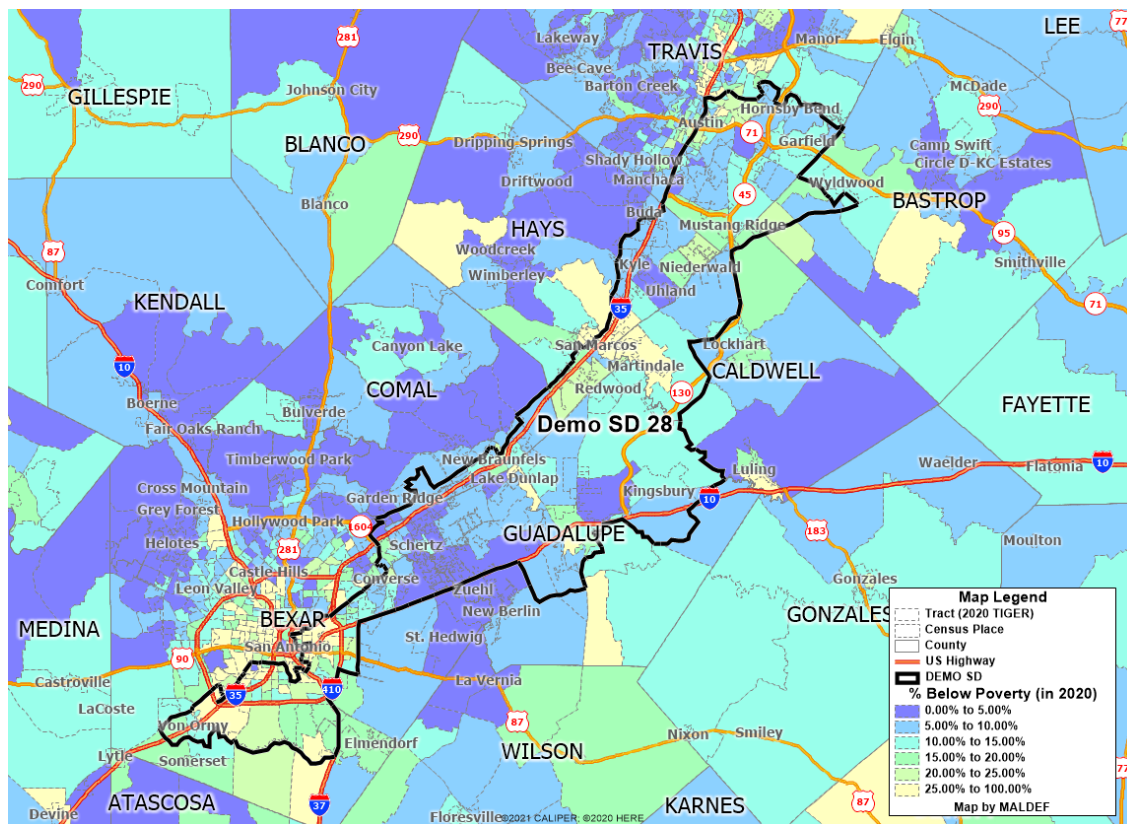 LEE
77
281
Lakeway
TRAVIS
Manor
Elgin
Bee Cave
290
GILLESPIE
Johnson City
Barton Creek
McDade
290
Hornsby Bend
BLANCO
290
Dripping Springs
Austin
71
Garfield
Camp Swift
Circle D-KC Estates
Shady Hollow
Driftwood
Manchaca
Wyldwood
BASTROP
45
Blanco
Buda
HAYS
Mustang Ridge
95
87
Woodcreek
Wimberley
Kyle
Niederwald
Smithville
Comfort
Uhland
KENDALL
35
71
Canyon Lake
San Marcos
Lockhart
10
Martindale
CALDWELL
COMAL
Redwood
130
Boerne
Bulverde
FAYETTE
Fair Oaks Ranch
Demo SD 28
Timberwood Park
New Braunfels
Luling
Waelder
Flatonia
10
Cross Mountain
Lake Dunlap
Kingsbury
10
Grey Forest
Garden Ridge
Hollywood Park
1604
GUADALUPE
183
Helotes
281
Schertz
Moulton
Castle Hills
Converse
Gonzales
Leon Valley
Zuehl
New Berlin
BEXAR
GONZALES
MEDINA
St. Hedwig
San Antonio
90
Castroville
La Vernia
35
410
LaCoste
Von Ormy
87
Elmendorf
Nixon
Smiley
Lytle
Somerset
WILSON
77
ATASCOSA
37
87
Devine
Floresville
KARNES
©2021 CALIPER; ©2020 HERE
Map Legend
Tract (2020 TIGER)
Census Place
County
US Highway
DEMO SD
% Below Poverty (in 2020)
0.00% to 5.00%
5.00% to 10.00%
10.00% to 15.00%
15.00% to 20.00%
20.00% to 25.00%
25.00% to 100.00%
Map by MALDEF